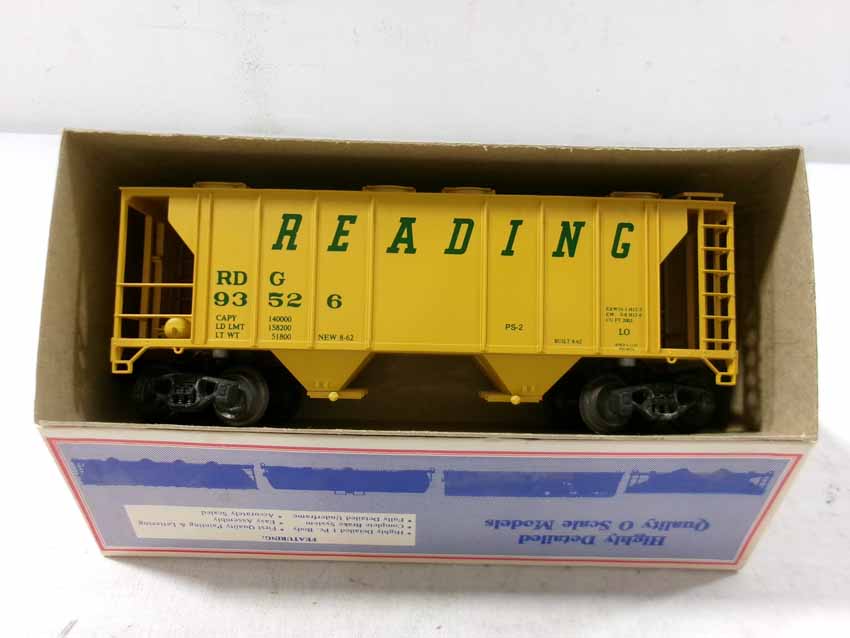 READING
RD G
93526
CAPY 140000
LD LMT 158200
LT WT 51800 NEW 8-62
PS-2
BUILT 8-62
LO
Highly Detailed
Quality O Scale Models
FEATURING:
• Highly Detailed 1 Pc. Body
• Complete Brake System
• Fully Detailed Underframe
• First Quality Painting & Lettering
• Easy Assembly
• Accurately Scaled